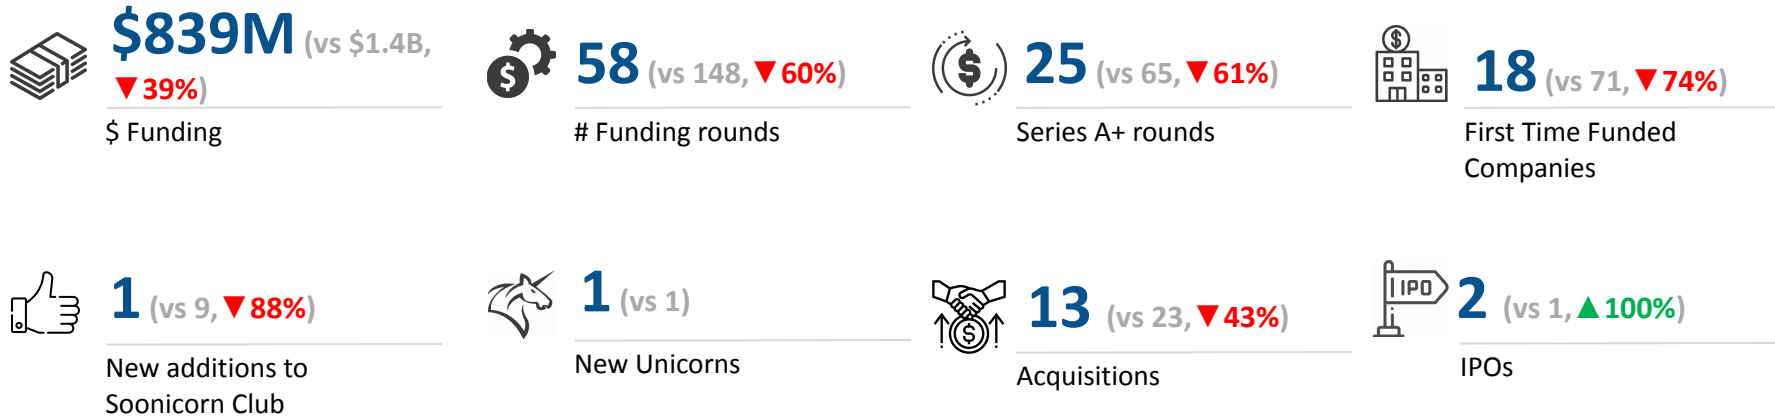 $839M (vs $1.4B,
▼39%)
$ Funding
58 (vs 148, ▼60%)
# Funding rounds
25 (vs 65, ▼61%)
Series A+ rounds
18 (vs 71, ▼74%)
First Time Funded
Companies
1 (vs 9, ▼88%)
New additions to
Soonicorn Club
1 (vs 1)
New Unicorns
13 (vs 23, ▼43%)
Acquisitions
IPO
2 (vs 1, ▲100%)
IPOs